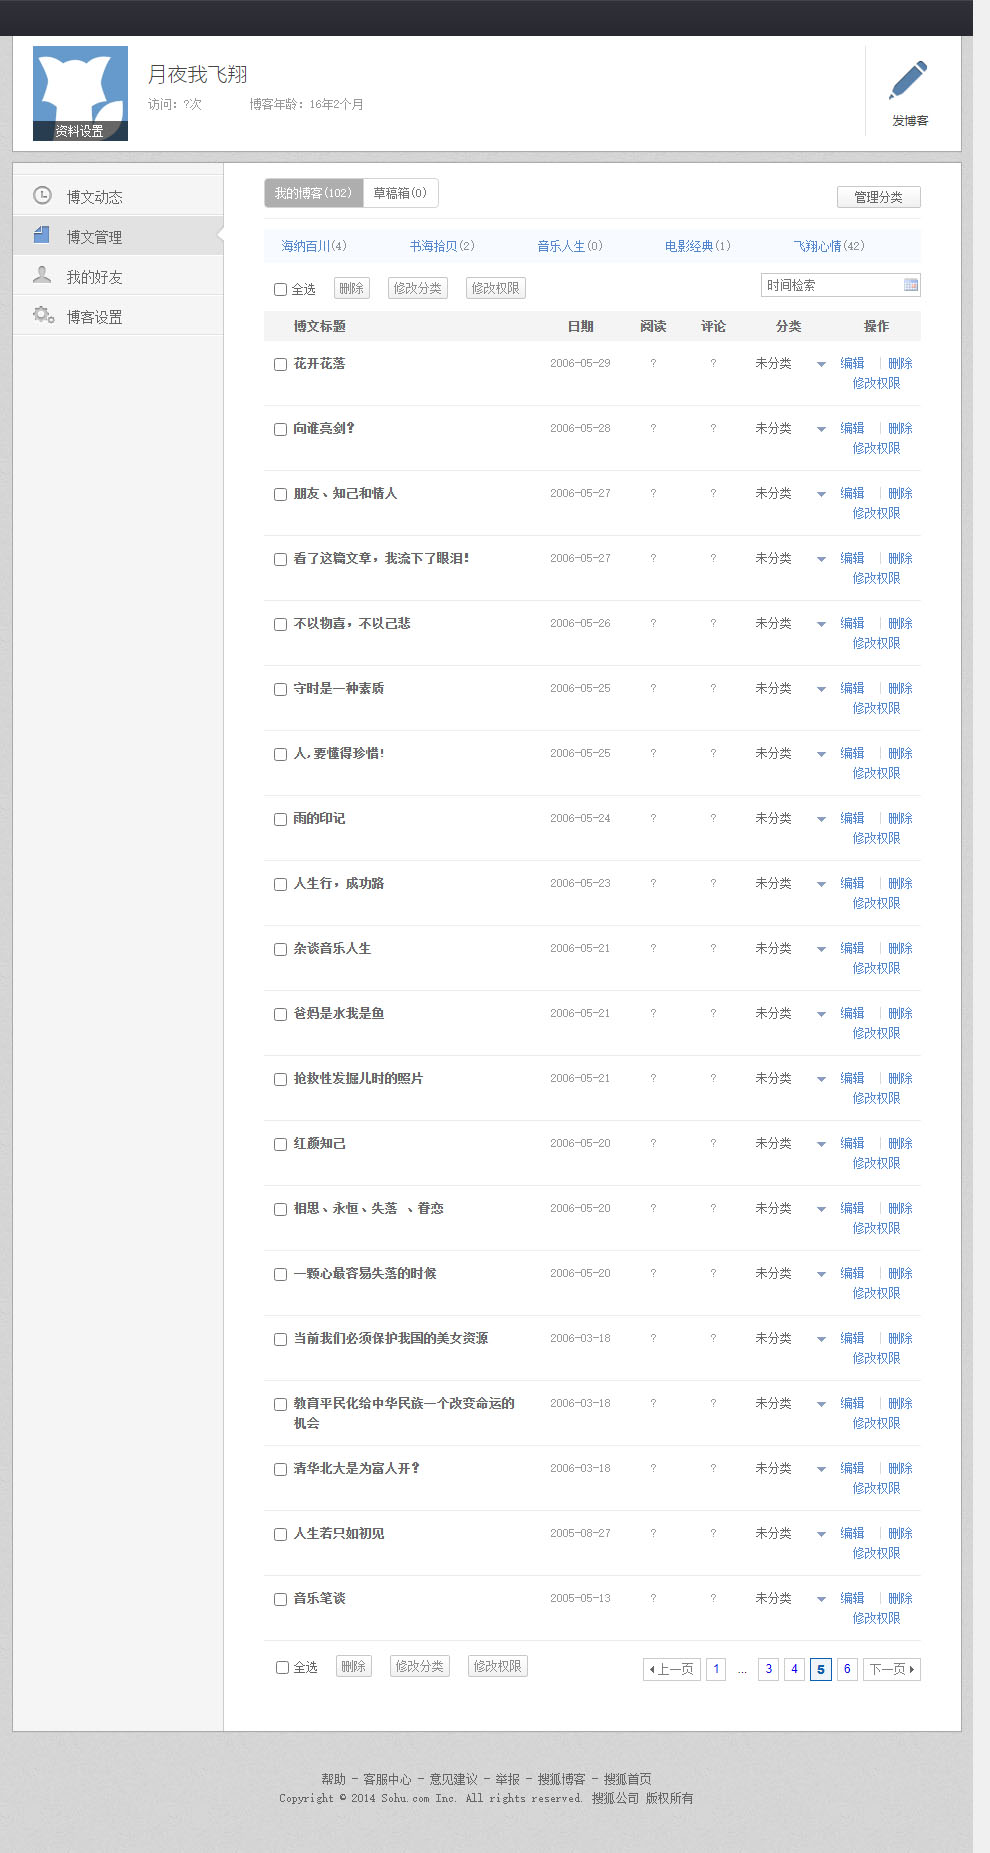 月夜我飞翔
访问: ?次 博客年龄: 16年2个月
资料设置
发博客
博文动态
博文管理
我的好友
博客设置
我的博客(102) 草稿箱(0)
管理分类
海纳百川(4) 书海拾贝(2) 音乐人生(0) 电影经典(1) 飞翔心情(42)
全选 删除 修改分类 修改权限 时间检索
博文标题 日期 阅读 评论 分类 操作
花开花落 2006-05-29 ? ? 未分类 编辑 | 删除
修改权限
向谁亮剑? 2006-05-28 ? ? 未分类 编辑 | 删除
修改权限
朋友、知己和情人 2006-05-27 ? ? 未分类 编辑 | 删除
修改权限
看了这篇文章，我流下了眼泪! 2006-05-27 ? ? 未分类 编辑 | 删除
修改权限
不以物喜，不以己悲 2006-05-26 ? ? 未分类 编辑 | 删除
修改权限
守时是一种素质 2006-05-25 ? ? 未分类 编辑 | 删除
修改权限
人,要懂得珍惜! 2006-05-25 ? ? 未分类 编辑 | 删除
修改权限
雨的印记 2006-05-24 ? ? 未分类 编辑 | 删除
修改权限
人生行，成功路 2006-05-23 ? ? 未分类 编辑 | 删除
修改权限
杂谈音乐人生 2006-05-21 ? ? 未分类 编辑 | 删除
修改权限
爸妈是水我是鱼 2006-05-21 ? ? 未分类 编辑 | 删除
修改权限
抢救性发掘儿时的照片 2006-05-21 ? ? 未分类 编辑 | 删除
修改权限
红颜知己 2006-05-20 ? ? 未分类 编辑 | 删除
修改权限
相思、永恒、失落 、眷恋 2006-05-20 ? ? 未分类 编辑 | 删除
修改权限
一颗心最容易失落的时候 2006-05-20 ? ? 未分类 编辑 | 删除
修改权限
当前我们必须保护我国的美女资源 2006-03-18 ? ? 未分类 编辑 | 删除
修改权限
教育平民化给中华民族一个改变命运的 2006-03-18 ? ? 未分类 编辑 | 删除
机会 修改权限
清华北大是为富人开? 2006-03-18 ? ? 未分类 编辑 | 删除
修改权限
人生若只如初见 2005-08-27 ? ? 未分类 编辑 | 删除
修改权限
音乐笔谈 2005-05-13 ? ? 未分类 编辑 | 删除
修改权限
全选 删除 修改分类 修改权限 上一页 1 ... 3 4 5 6 下一页
帮助 - 客服中心 - 意见建议 - 举报 - 搜狐博客 - 搜狐首页
Copyright © 2014 Sohu.com Inc. All rights reserved. 搜狐公司 版权所有